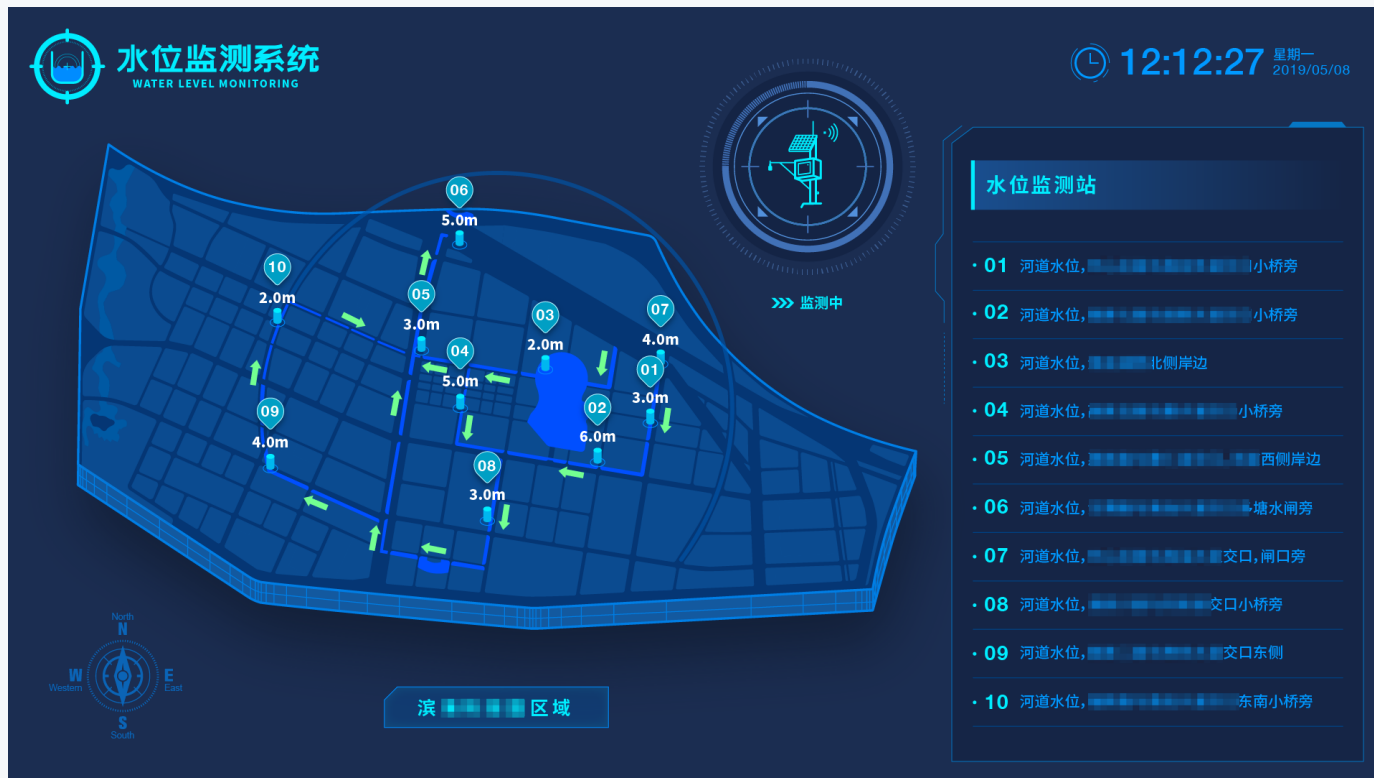 水位监测系统
WATER LEVEL MONITORING
12:12:27
星期一
2019/05/08
监测中
06
5.0m
10
2.0m
05
3.0m
03
2.0m
07
4.0m
04
5.0m
01
3.0m
09
4.0m
02
6.0m
08
3.0m
水位监测站
01 河道水位, 小桥旁
02 河道水位, 小桥旁
03 河道水位, 北侧岸边
04 河道水位, 小桥旁
05 河道水位, 西侧岸边
06 河道水位, 塘水闸旁
07 河道水位, 交口,闸口旁
08 河道水位, 交口小桥旁
09 河道水位, 交口东侧
10 河道水位, 东南小桥旁
North
N
W
Western
E
East
S
South
滨 区域